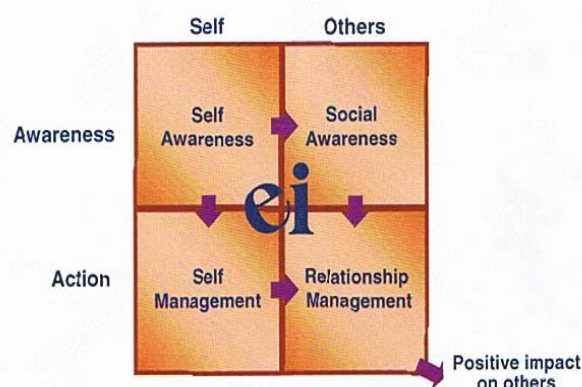 Self Others
Awareness
Self
Awareness
Social
Awareness
ei
Action
Self
Management
Relationship
Management
Positive impact
on others